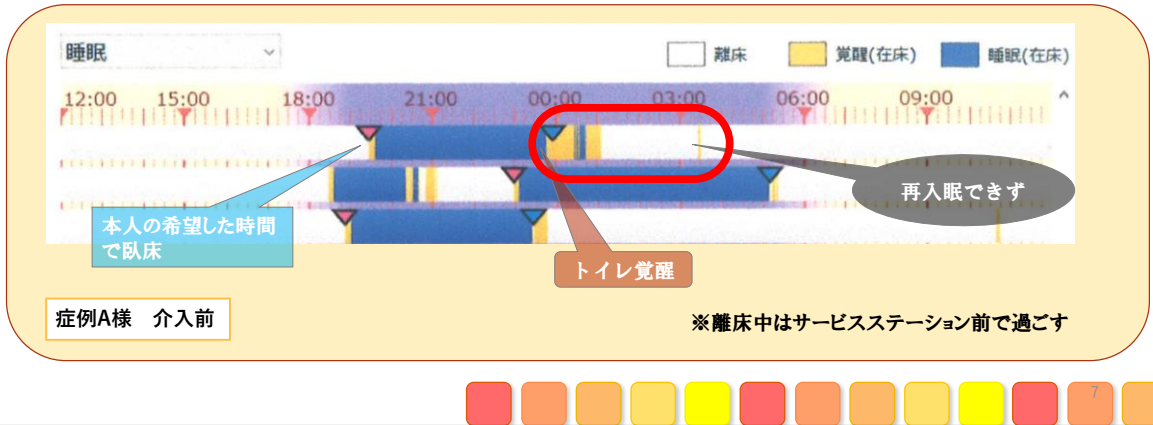 睡眠
離床
覚醒(在床)
睡眠(在床)
12:00 15:00 18:00 21:00 00:00 03:00 06:00 09:00
再入眠できず
本人の希望した時間
で臥床
トイレ覚醒
症例A様 介入前
※離床中はサービスステーション前で過ごす
7